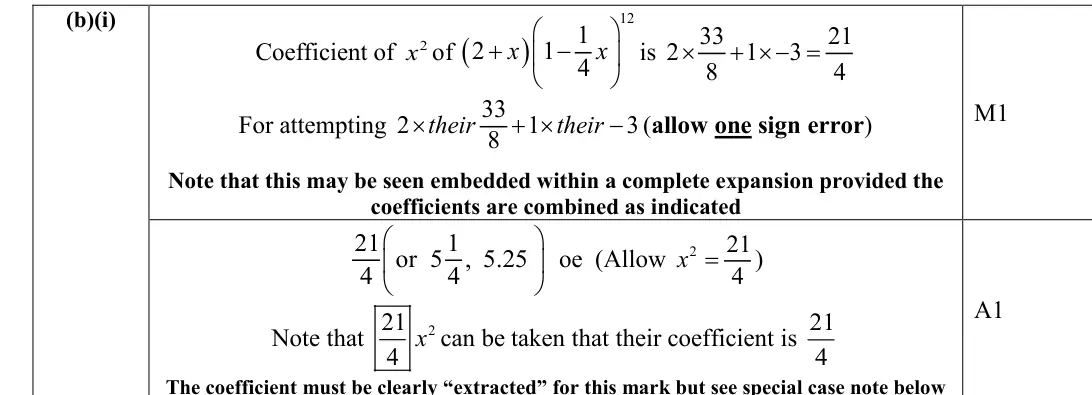 (b)(i)
Coefficient of x² of (2 + x)(1 − 1/4 x)¹² is 2 × 33/8 + 1 × −3 = 21/4
For attempting 2 × their 33/8 + 1 × their − 3 (allow one sign error)
M1
Note that this may be seen embedded within a complete expansion provided the
coefficients are combined as indicated
21/4 (or 5 1/4, 5.25) oe (Allow x² = 21/4)
A1
Note that 21/4 x² can be taken that their coefficient is 21/4
The coefficient must be clearly “extracted” for this mark but see special case note below